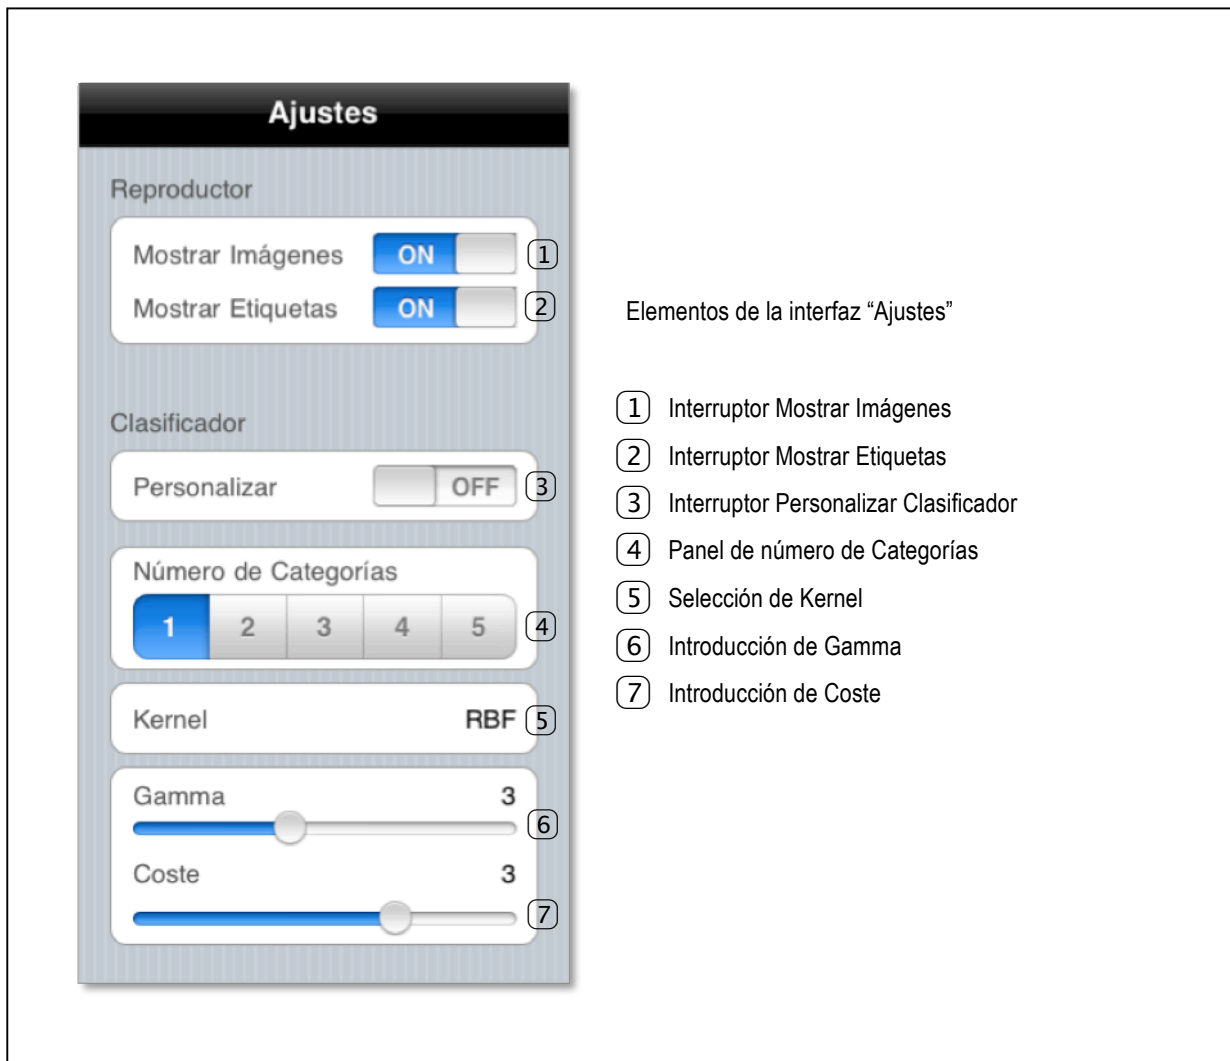 Ajustes
Reproductor
Mostrar Imágenes ON 1
Mostrar Etiquetas ON 2
Clasificador
Personalizar OFF 3
Número de Categorías
1 2 3 4 5 4
Kernel RBF 5
Gamma 3
6
Coste 3
7
Elementos de la interfaz “Ajustes”
1 Interruptor Mostrar Imágenes
2 Interruptor Mostrar Etiquetas
3 Interruptor Personalizar Clasificador
4 Panel de número de Categorías
5 Selección de Kernel
6 Introducción de Gamma
7 Introducción de Coste